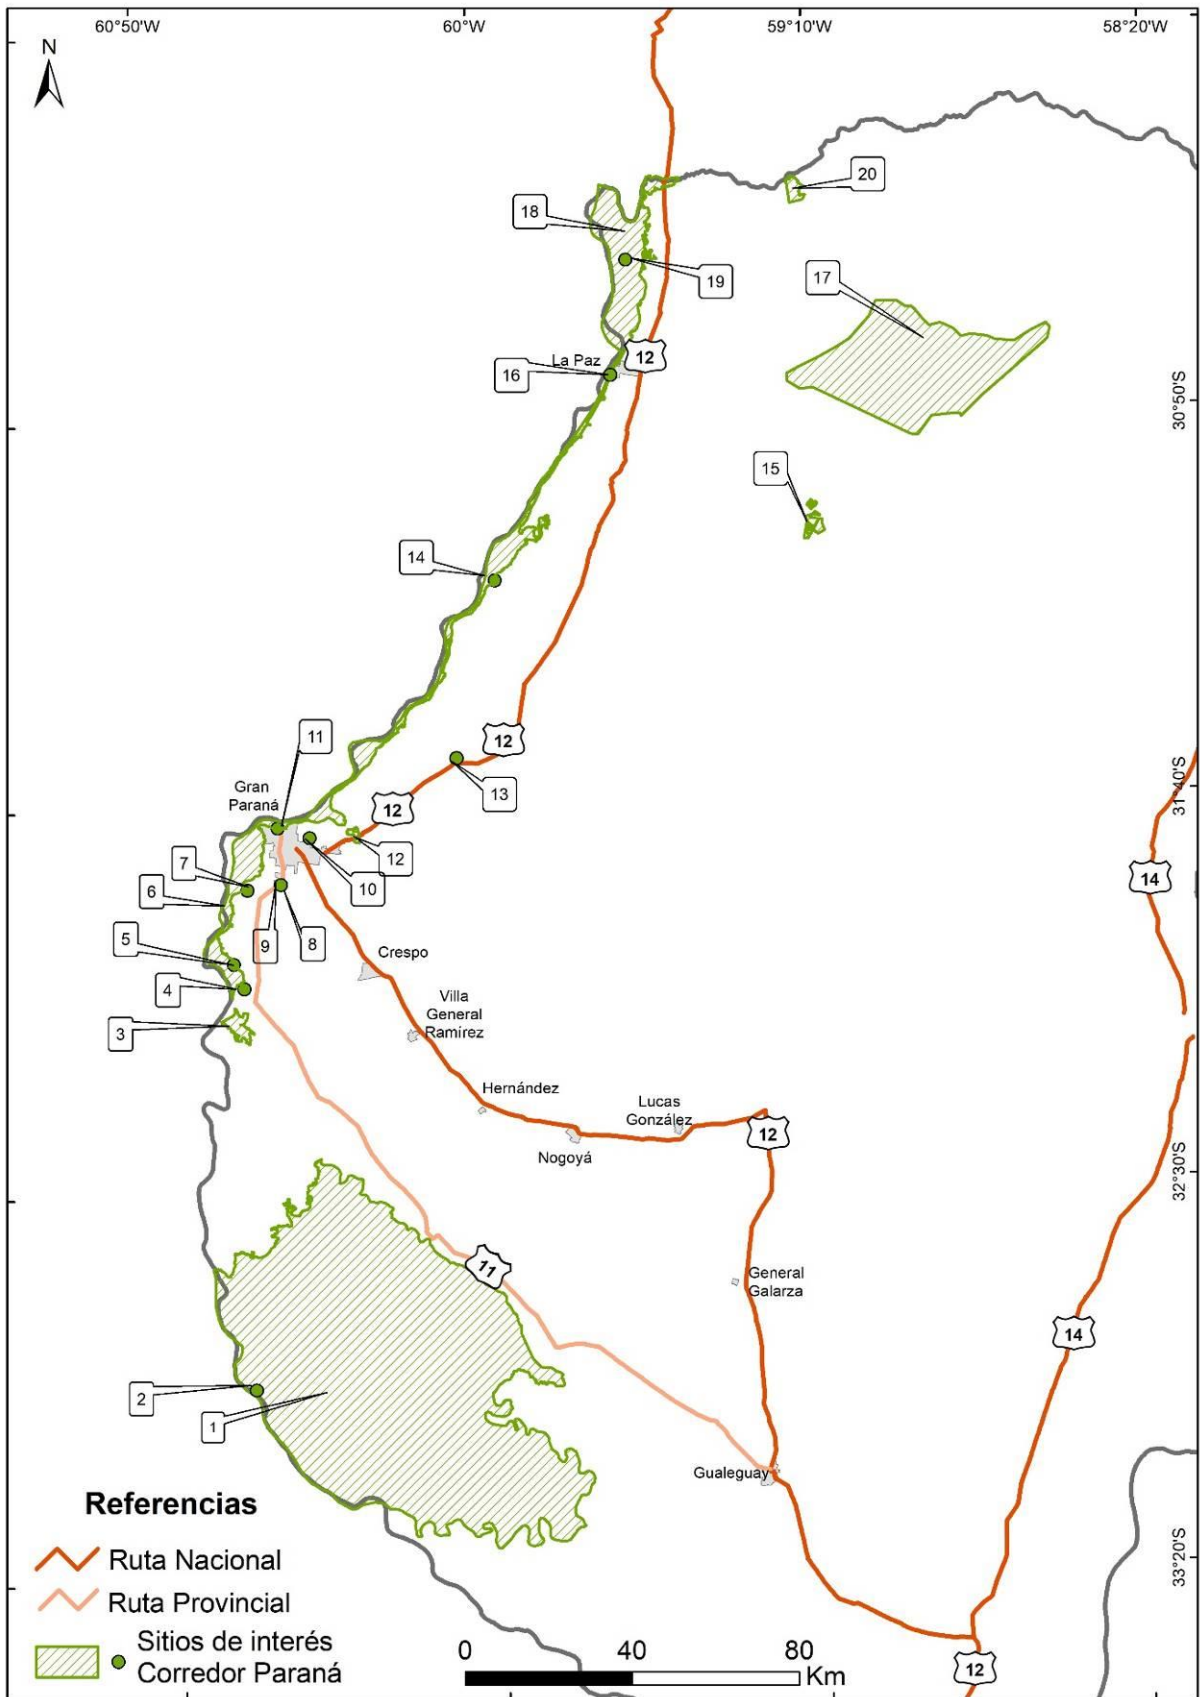 60°50'W
60°W
59°10'W
58°20'W
N
20
18
17
19
12
La Paz
16
30°50'S
15
14
12
11
Gran
Paraná
13
31°40'S
12
12
7
10
14
6
5
9
8
Crespo
4
Villa
General
Ramirez
3
Hernández
Lucas
González
12
Nogoyá
32°30'S
11
General
Galarza
14
2
1
Gualeguay
Referencias
Ruta Nacional
33°20'S
Ruta Provincial
Sitios de interés
Corredor Paraná
0 40 80
Km
12